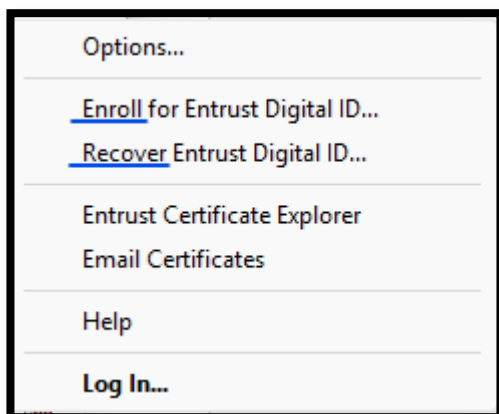 Options...
Enroll for Entrust Digital ID...
Recover Entrust Digital ID...
Entrust Certificate Explorer
Email Certificates
Help
Log In...